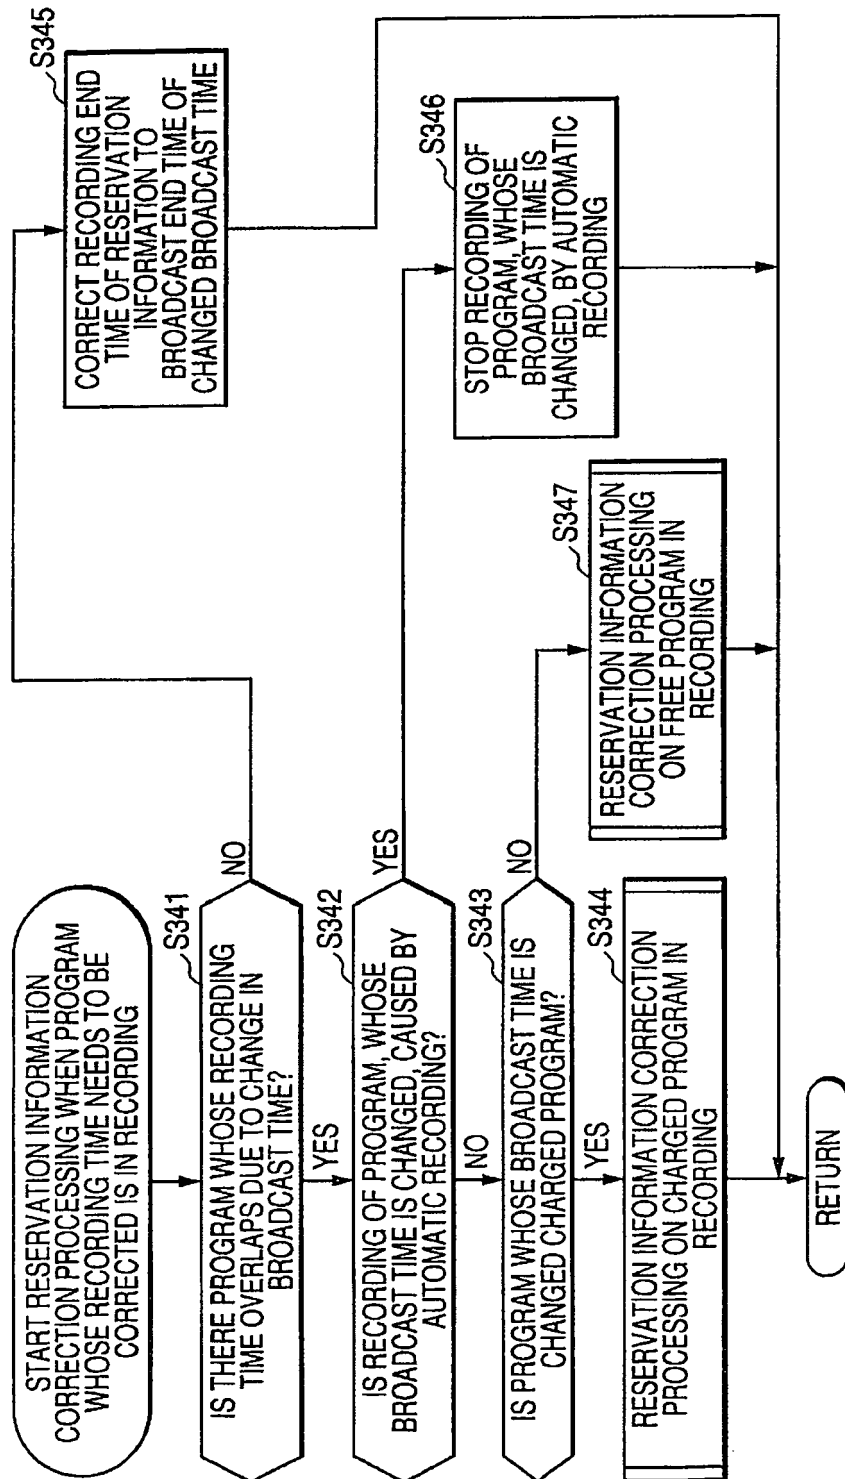 START RESERVATION INFORMATION
CORRECTION PROCESSING WHEN PROGRAM
WHOSE RECORDING TIME NEEDS TO BE
CORRECTED IS IN RECORDING
S341
IS THERE PROGRAM WHOSE RECORDING
TIME OVERLAPS DUE TO CHANGE IN
BROADCAST TIME?
NO
YES
S345
CORRECT RECORDING END
TIME OF RESERVATION
INFORMATION TO
BROADCAST END TIME OF
CHANGED BROADCAST TIME
S342
IS RECORDING OF PROGRAM, WHOSE
BROADCAST TIME IS CHANGED, CAUSED BY
AUTOMATIC RECORDING?
YES
NO
S346
STOP RECORDING OF
PROGRAM, WHOSE
BROADCAST TIME IS
CHANGED, BY AUTOMATIC
RECORDING
S343
IS PROGRAM WHOSE BROADCAST TIME IS
CHANGED CHARGED PROGRAM?
NO
YES
S347
RESERVATION INFORMATION
CORRECTION PROCESSING
ON FREE PROGRAM IN
RECORDING
S344
RESERVATION INFORMATION CORRECTION
PROCESSING ON CHARGED PROGRAM IN
RECORDING
RETURN